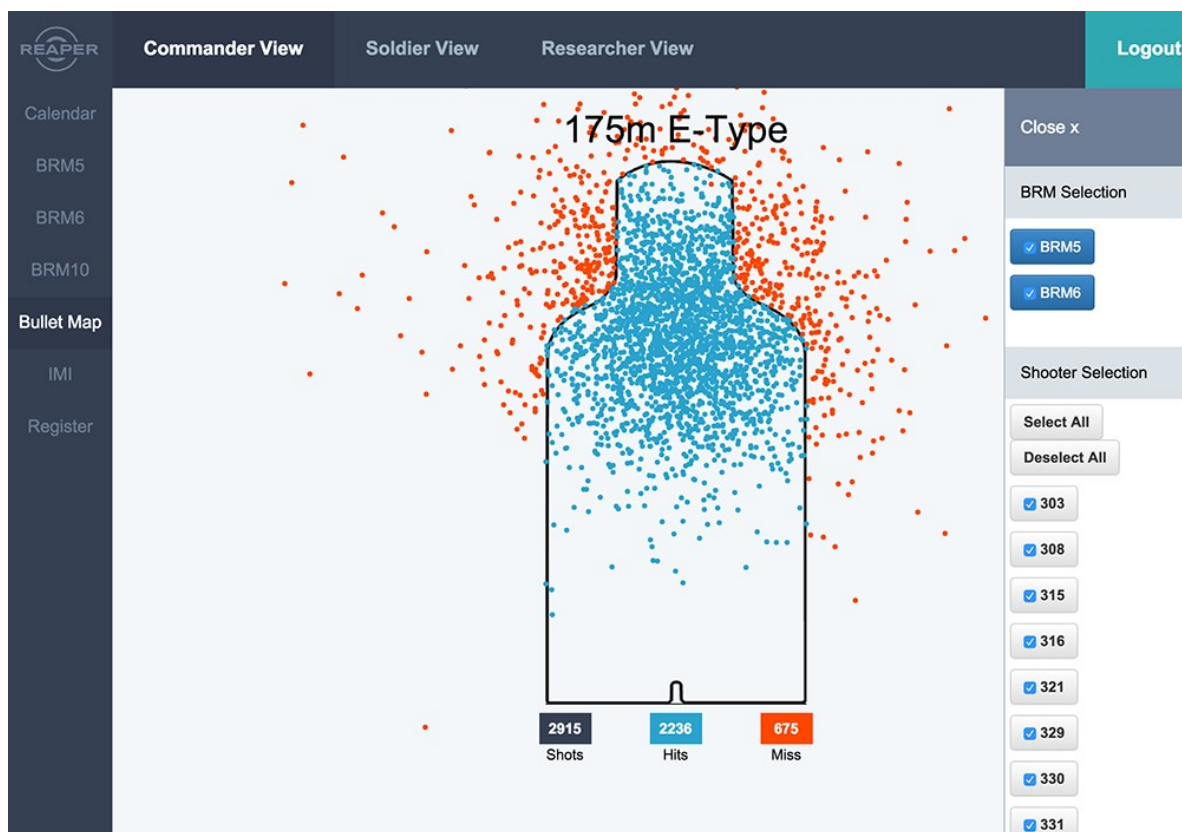 REAPER
Commander View
Soldier View
Researcher View
Logout
Calendar
BRM5
BRM6
BRM10
Bullet Map
IMI
Register
175m E-Type
2915
Shots
2236
Hits
675
Miss
Close x
BRM Selection
BRM5
BRM6
Shooter Selection
Select All
Deselect All
303
308
315
316
321
329
330
331